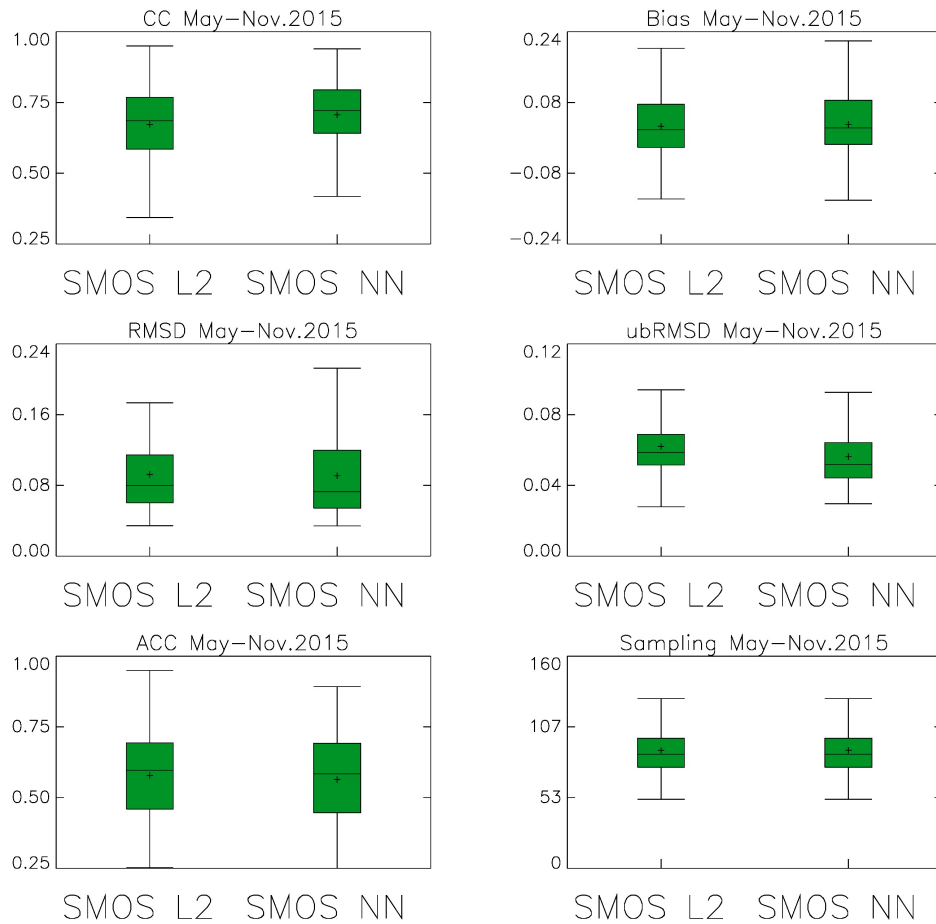 CC May-Nov.2015
1.00
0.75
0.50
0.25
SMOS L2 SMOS NN
Bias May-Nov.2015
0.24
0.08
-0.08
-0.24
SMOS L2 SMOS NN
RMSD May-Nov.2015
0.24
0.16
0.08
0.00
SMOS L2 SMOS NN
ubRMSD May-Nov.2015
0.12
0.08
0.04
0.00
SMOS L2 SMOS NN
ACC May-Nov.2015
1.00
0.75
0.50
0.25
SMOS L2 SMOS NN
Sampling May-Nov.2015
160
107
53
0
SMOS L2 SMOS NN